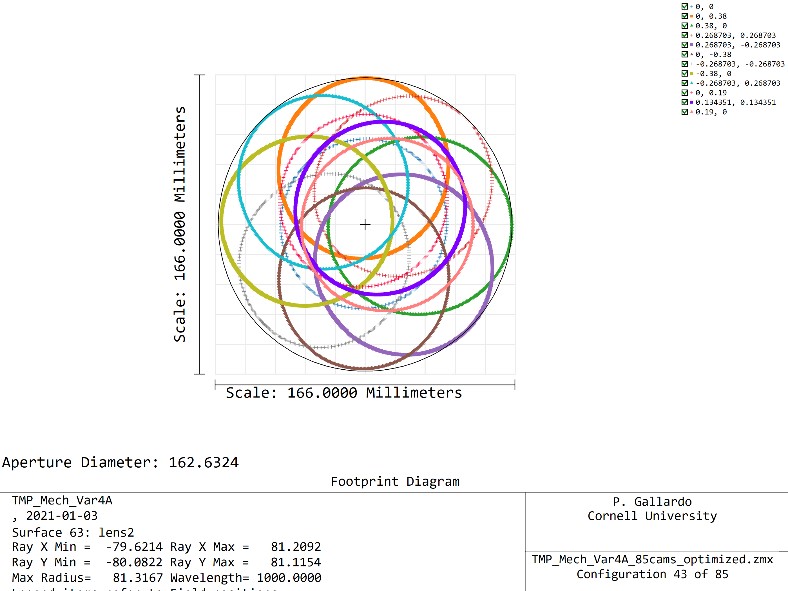 0, 0
0, 0.38
0.38, 0
0.268703, 0.268703
0.268703, -0.268703
0, -0.38
-0.268703, -0.268703
-0.38, 0
-0.268703, 0.268703
0, 0.19
0.134351, 0.134351
0.19, 0
Scale: 166.0000 Millimeters
Scale: 166.0000 Millimeters
Aperture Diameter: 162.6324
Footprint Diagram
TMP_Mech_Var4A
, 2021-01-03
Surface 63: lens2
Ray X Min = -79.6214 Ray X Max = 81.2092
Ray Y Min = -80.0822 Ray Y Max = 81.1154
Max Radius= 81.3167 Wavelength= 1000.0000
P. Gallardo
Cornell University
TMP_Mech_Var4A_85cams_optimized.zmx
Configuration 43 of 85